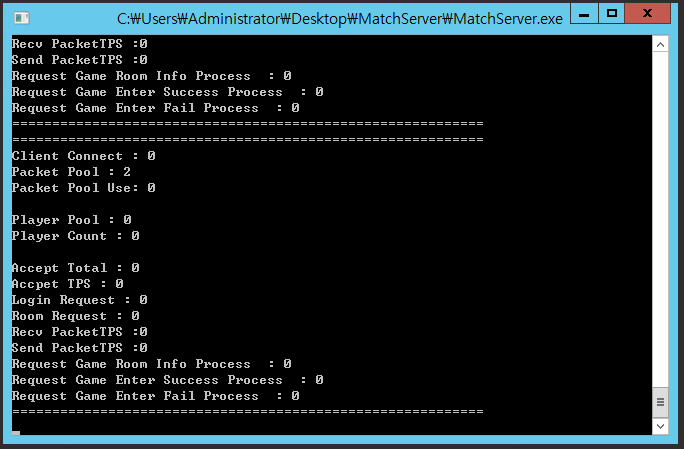 C:\Users\Administrator\Desktop\MatchServer\MatchServer.exe
Recv PacketTPS :0
Send PacketTPS :0
Request Game Room Info Process  : 0
Request Game Enter Success Process  : 0
Request Game Enter Fail Process  : 0
===========================================================
===========================================================
Client Connect : 0
Packet Pool : 2
Packet Pool Use: 0
Player Pool : 0
Player Count : 0
Accept Total : 0
Accpet TPS : 0
Login Request : 0
Room Request : 0
Recv PacketTPS :0
Send PacketTPS :0
Request Game Room Info Process  : 0
Request Game Enter Success Process  : 0
Request Game Enter Fail Process  : 0
===========================================================